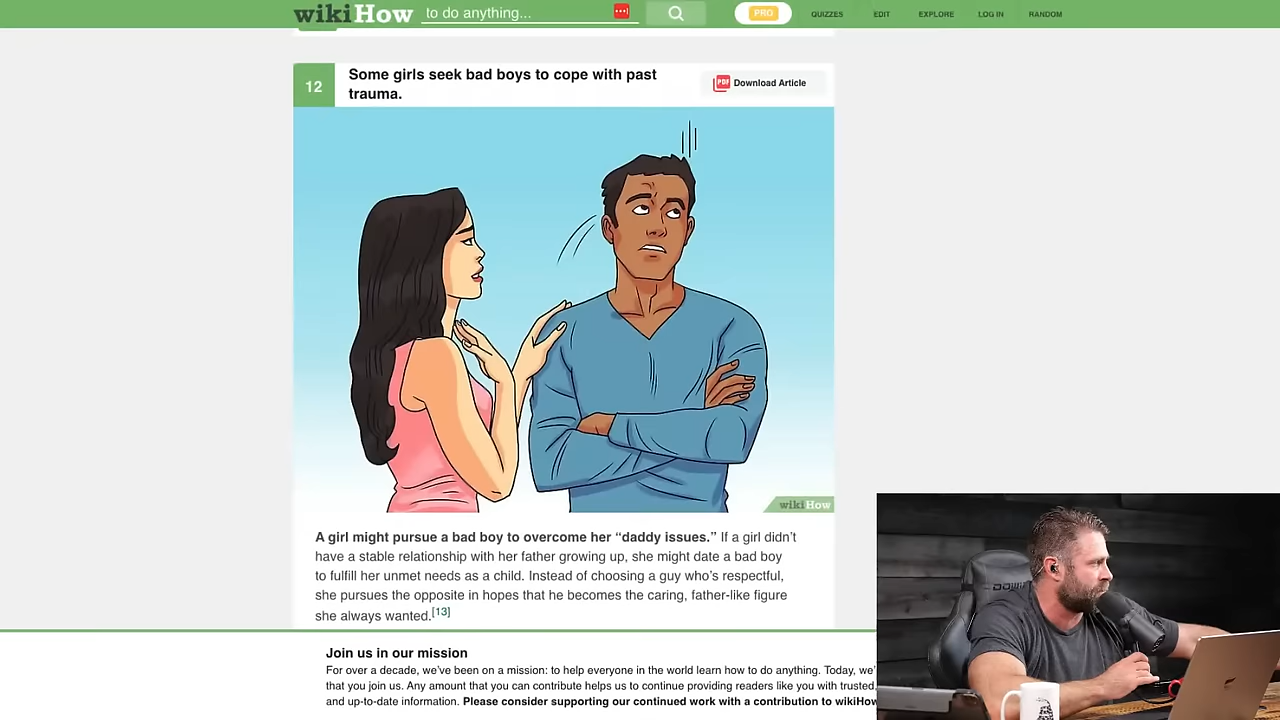 wikiHow to do anything... PRO QUIZZES EDIT EXPLORE LOG IN RANDOM
12
Some girls seek bad boys to cope with past
trauma.
PDF Download Article
wikiHow
A girl might pursue a bad boy to overcome her “daddy issues.” If a girl didn’t
have a stable relationship with her father growing up, she might date a bad boy
to fulfill her unmet needs as a child. Instead of choosing a guy who’s respectful,
she pursues the opposite in hopes that he becomes the caring, father-like figure
she always wanted.[13]
Join us in our mission
For over a decade, we’ve been on a mission: to help everyone in the world learn how to do anything. Today, we’
that you join us. Any amount that you can contribute helps us to continue providing readers like you with trusted,
and up-to-date information. Please consider supporting our continued work with a contribution to wikiHow